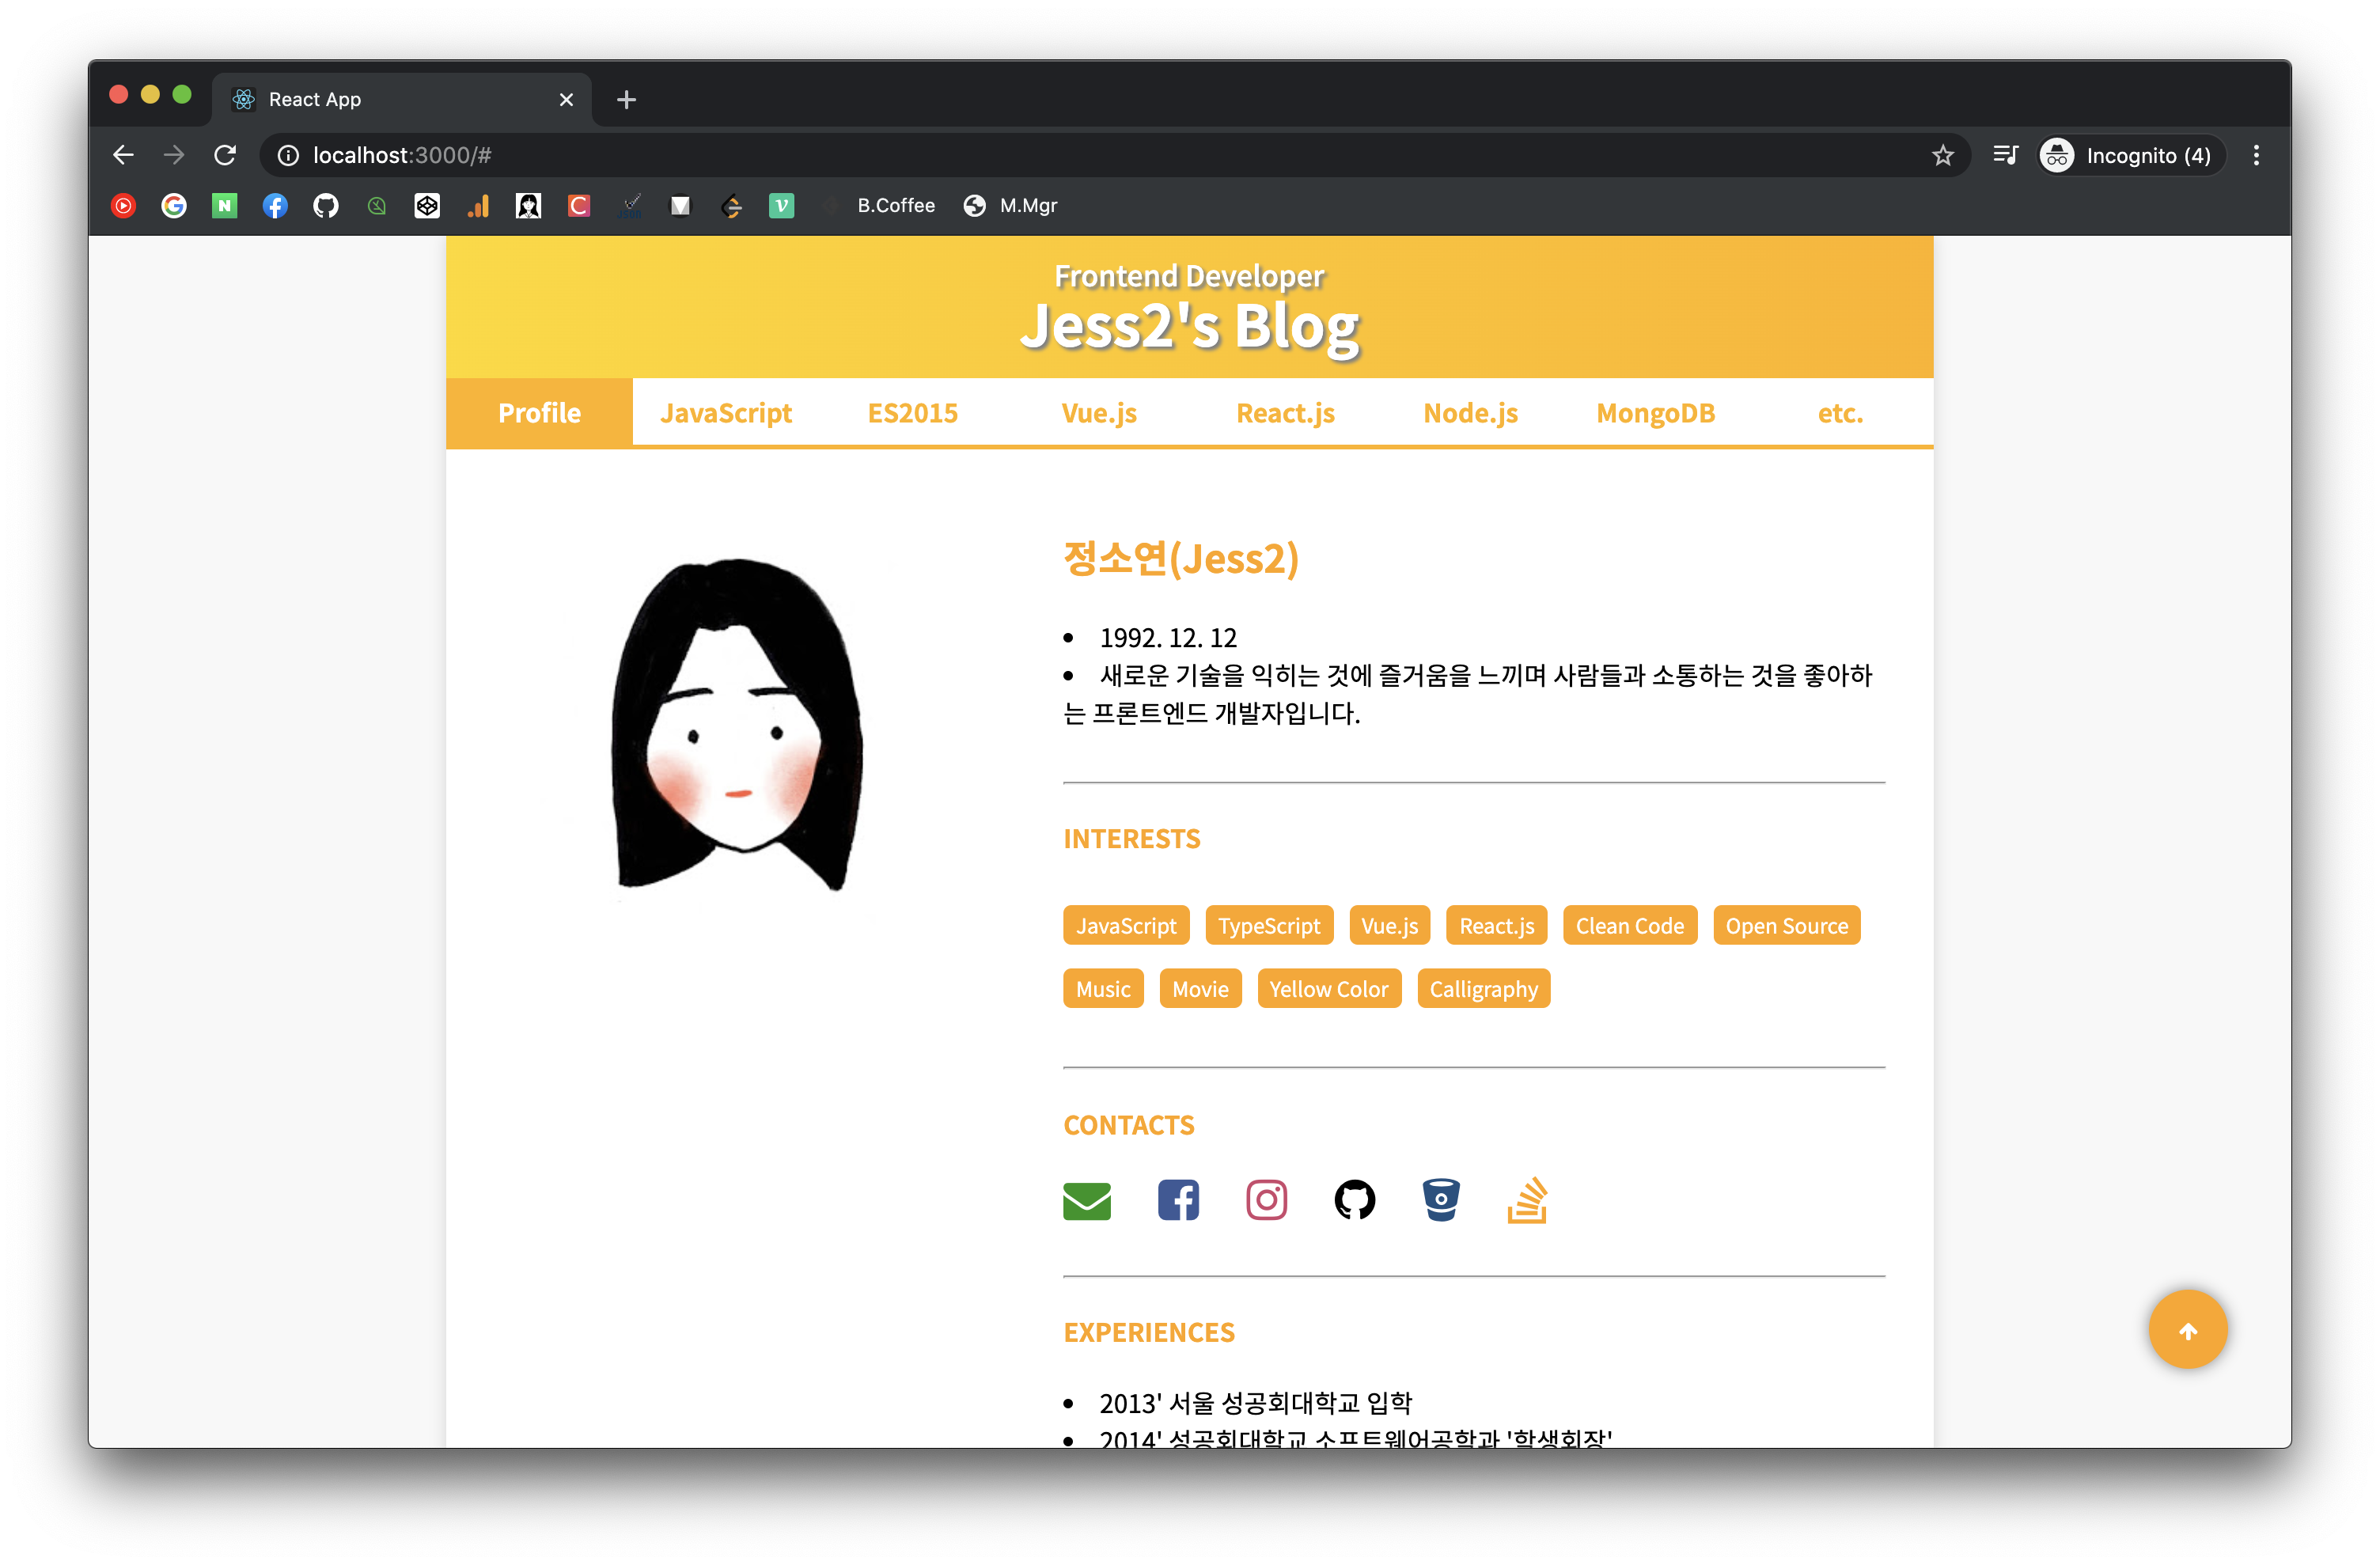 React App
localhost:3000/#
Incognito (4)
B.Coffee
M.Mgr
Frontend Developer
Jess2's Blog
Profile JavaScript ES2015 Vue.js React.js Node.js MongoDB etc.
정소연(Jess2)
• 1992. 12. 12
• 새로운 기술을 익히는 것에 즐거움을 느끼며 사람들과 소통하는 것을 좋아하
는 프론트엔드 개발자입니다.
INTERESTS
JavaScript TypeScript Vue.js React.js Clean Code Open Source
Music Movie Yellow Color Calligraphy
CONTACTS
EXPERIENCES
• 2013' 서울 성공회대학교 입학
• 2014' 성공회대학교 소프트웨어공학과 '학생회장'